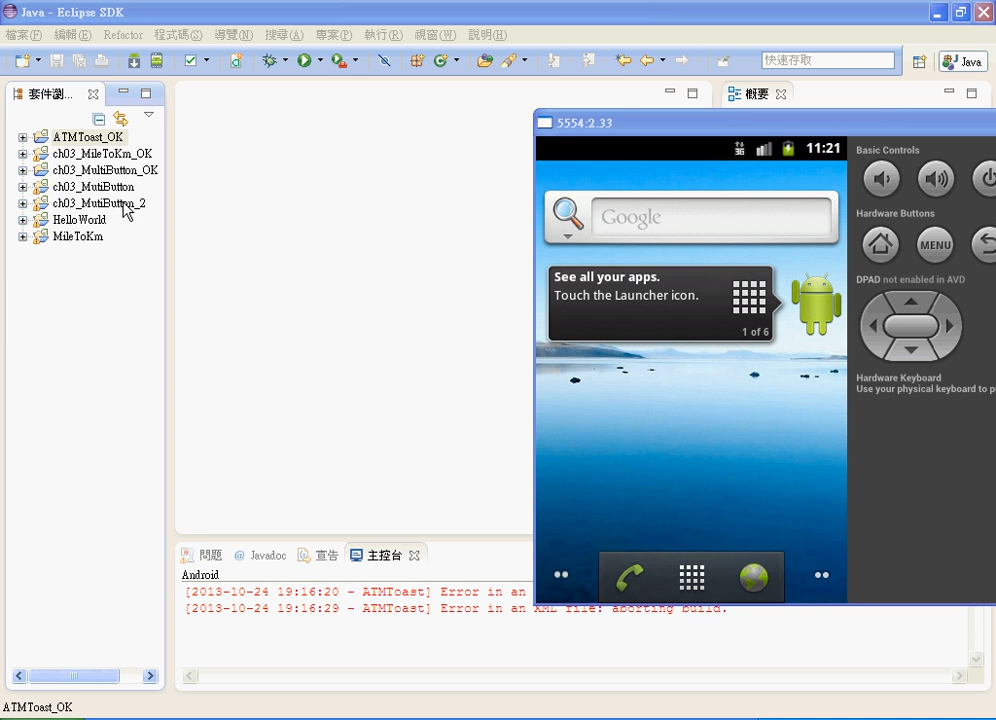 Java - Eclipse SDK
檔案(F) 編輯(E) Refactor 程式碼(S) 導覽(N) 搜尋(A) 專案(P) 執行(R) 視窗(W) 說明(H)
快速存取
Java
套件瀏...
概要
ATMToast_OK
ch03_MileToKm_OK
ch03_MultiButton_OK
ch03_MutiButton
ch03_MutiButton_2
HelloWorld
MileToKm
5554:2.33
3G
11:21
Google
See all your apps.
Touch the Launcher icon.
1 of 6
Basic Controls
Hardware Buttons
MENU
DPAD not enabled in AVD
Hardware Keyboard
Use your physical keyboard to p
問題 @ Javadoc 宣告 主控台
Android
[2013-10-24 19:16:20 - ATMToast] Error in an
[2013-10-24 19:16:29 - ATMToast] Error in an XML file: aborting build.
ATMToast_OK